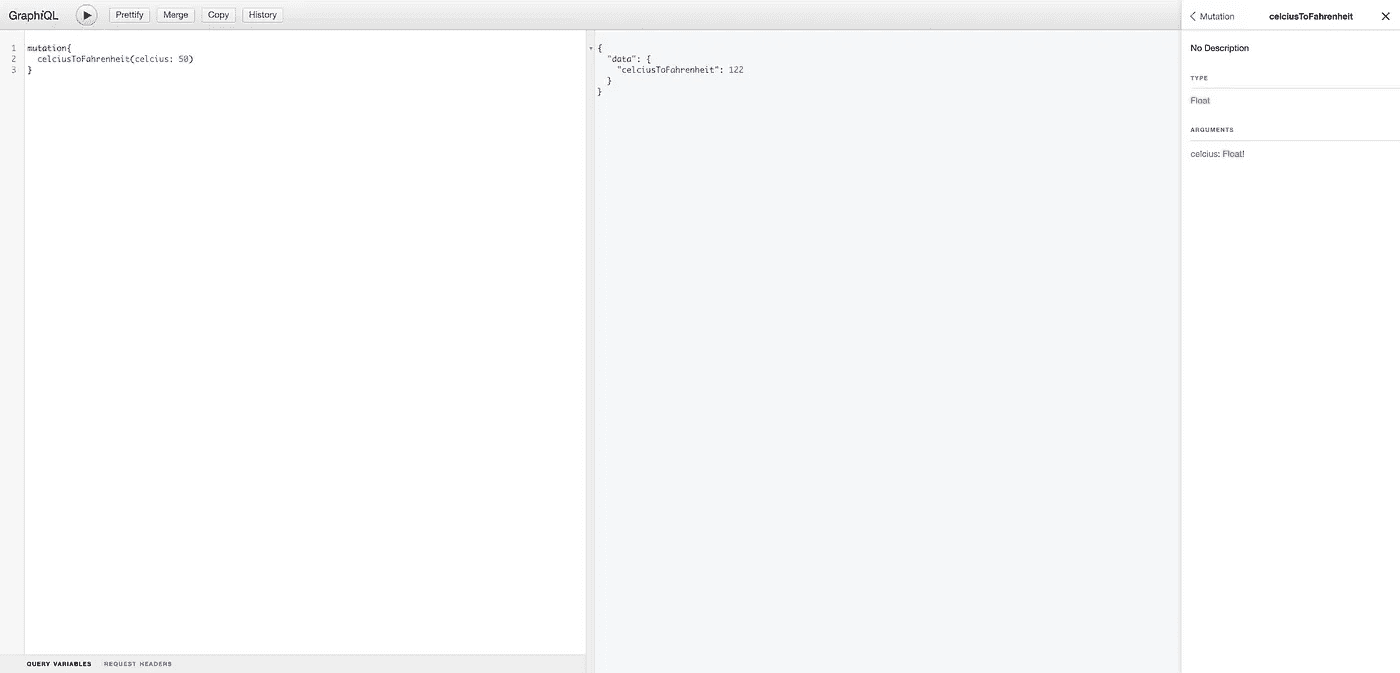 GraphiQL Prettify Merge Copy History
Mutation celciusToFahrenheit
1 mutation{
2 celciusToFahrenheit(celcius: 50)
3 }
{
"data": {
"celciusToFahrenheit": 122
}
}
No Description
TYPE
Float
ARGUMENTS
celcius: Float!
QUERY VARIABLES REQUEST HEADERS